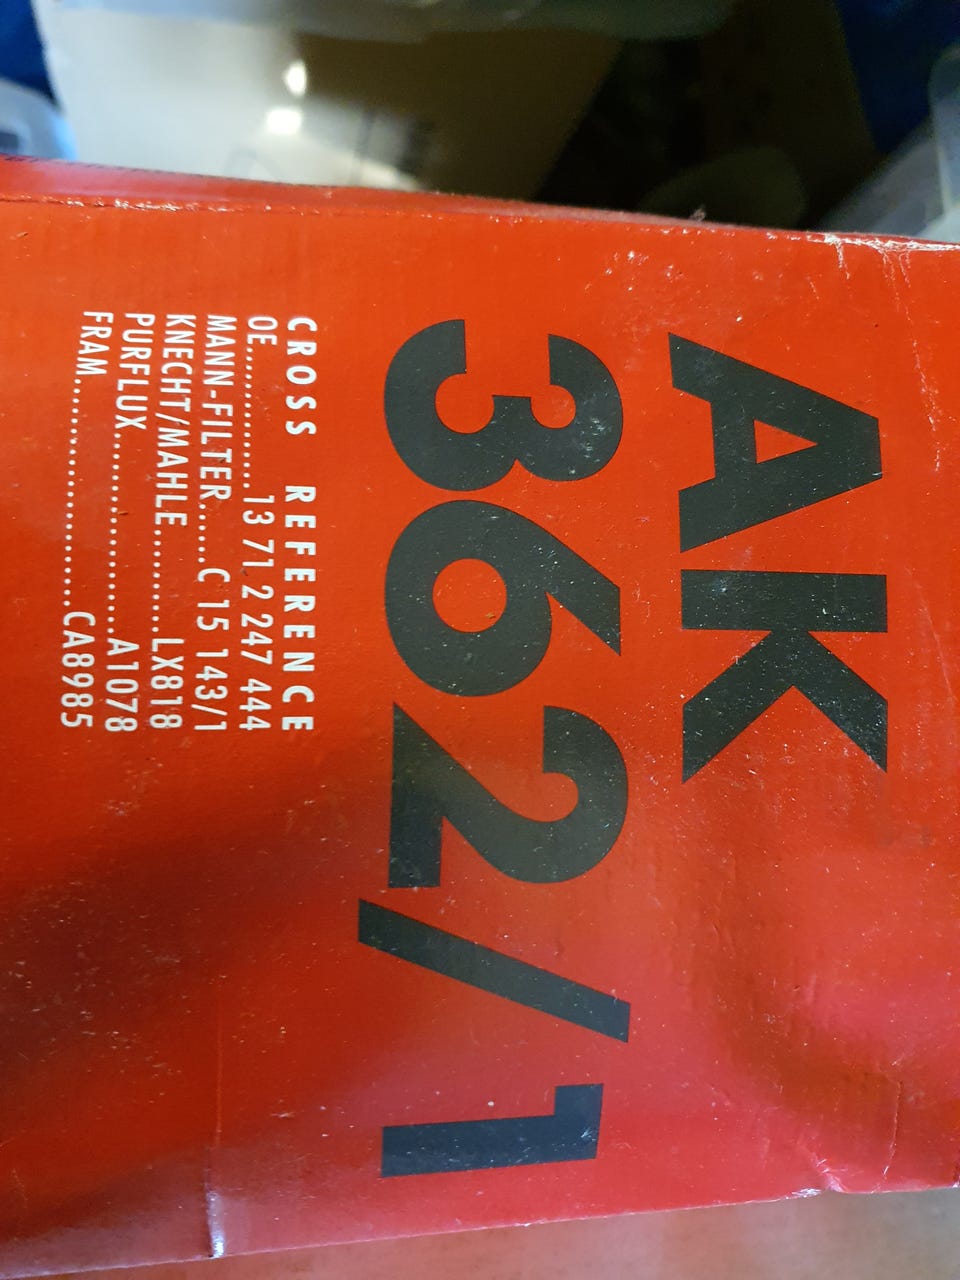 AK
362/1
CROSS REFERENCE
OE..............13 71 2 247 444
MANN-FILTER......C 15 143/1
KNECHT/MAHLE..........LX818
PURFLUX....................A1078
FRAM......................CA8985